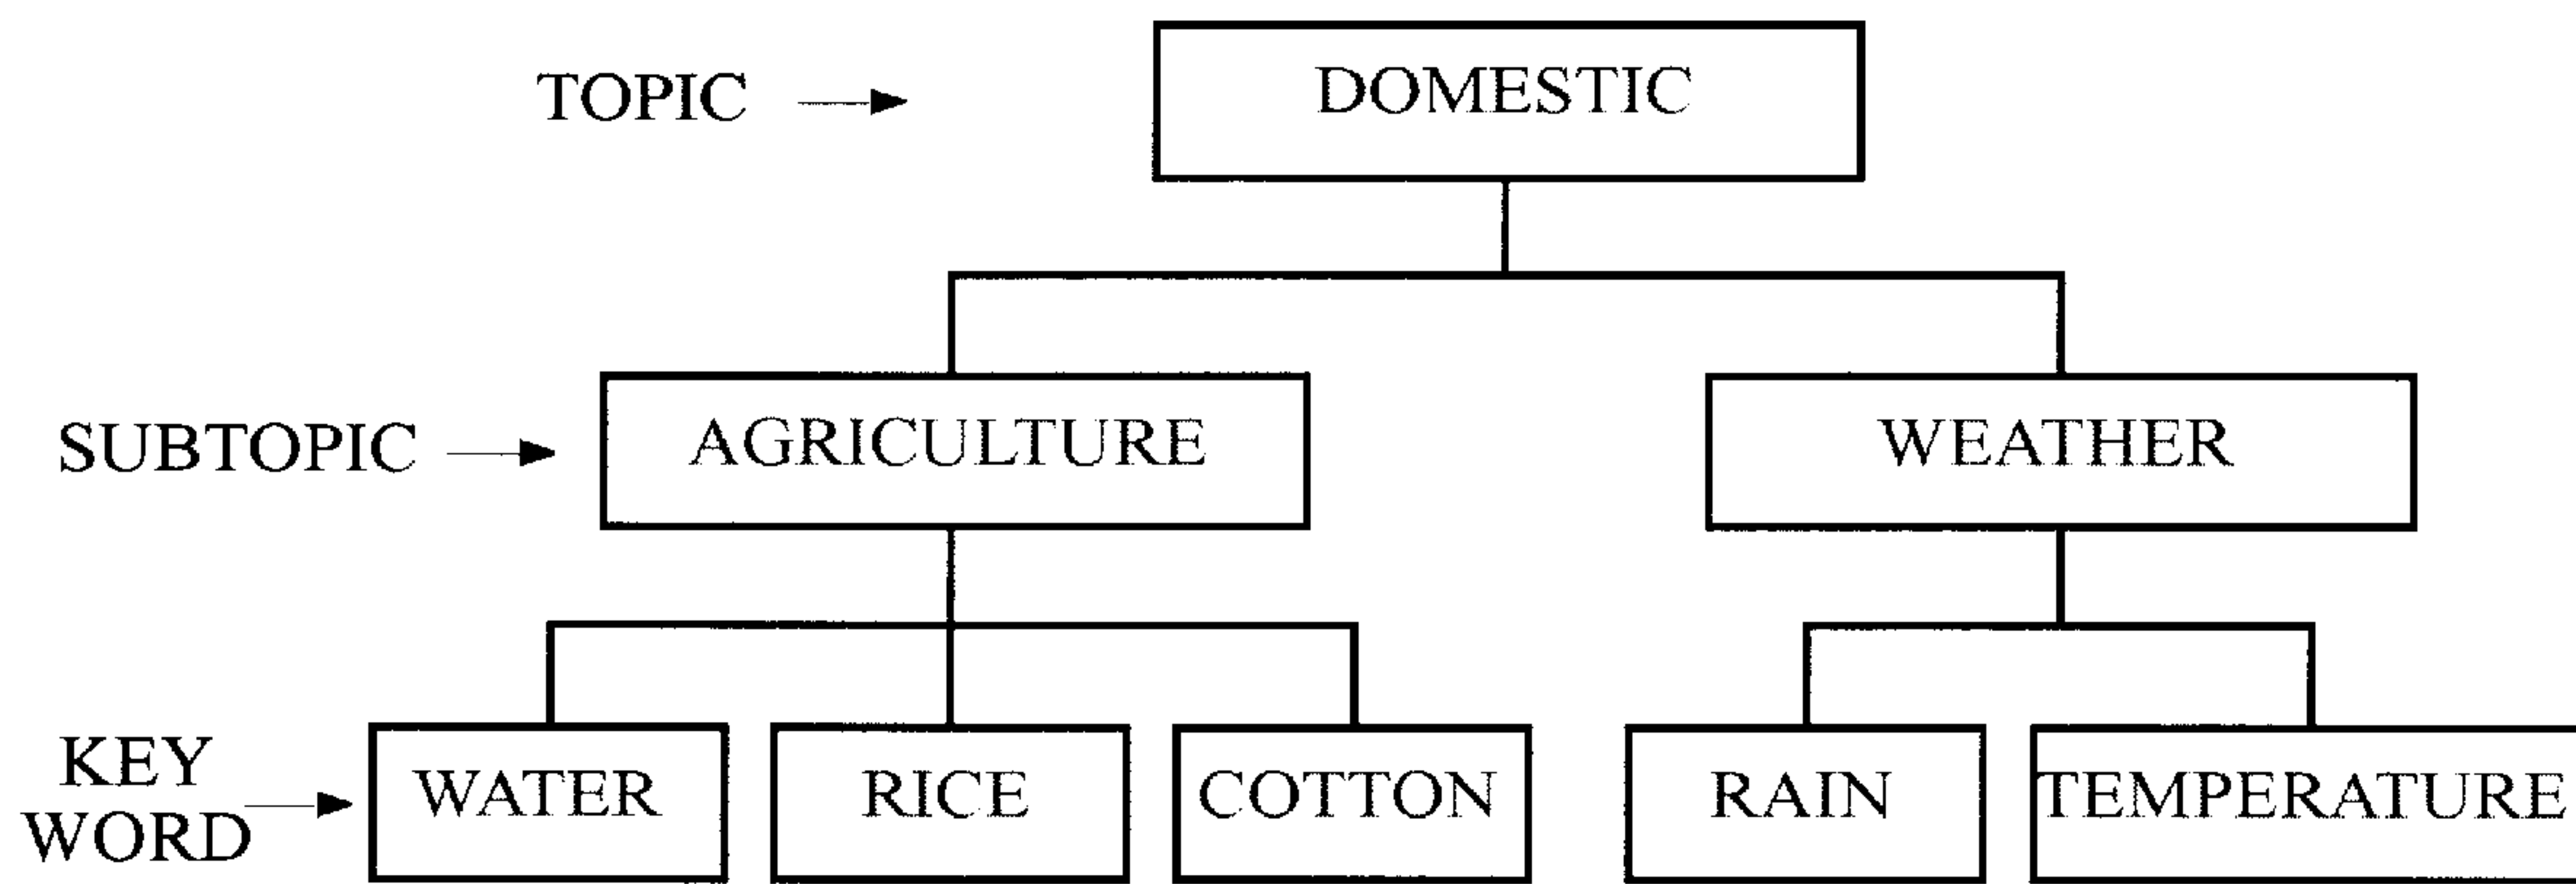 TOPIC
DOMESTIC
SUBTOPIC
AGRICULTURE
WEATHER
KEY
WORD
WATER
RICE
COTTON
RAIN
TEMPERATURE